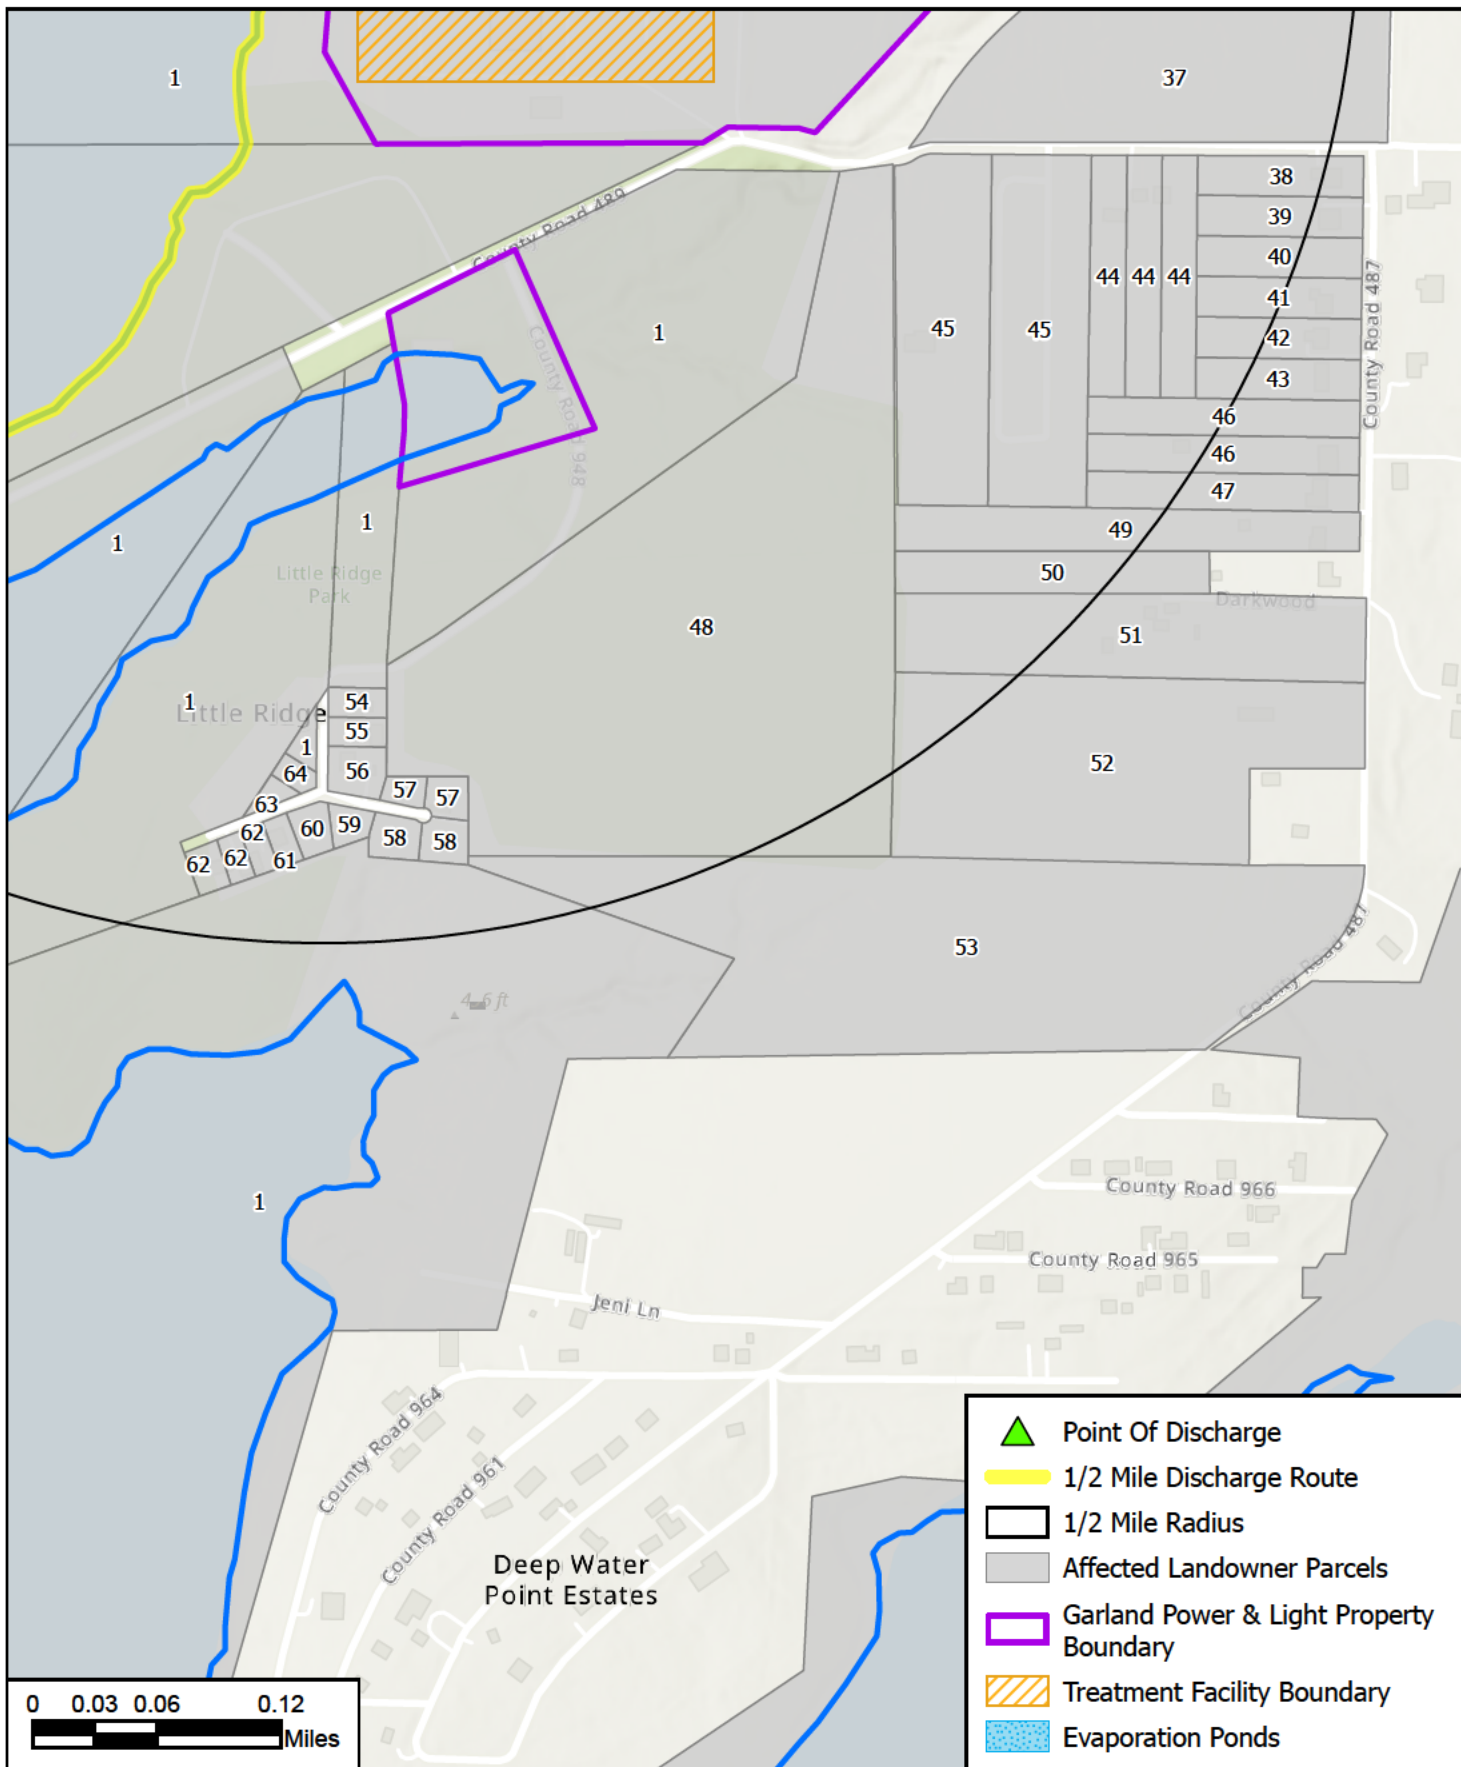 1
37
38
39
40
41
42
43
County Road 489
County Road 487
44
44
44
45
45
1
County Road 948
46
46
47
1
1
49
50
Little Ridge
Park
Darkwood
51
48
1
Little Ridge
54
55
1
56
64
52
57
57
63
62
60
59
58
58
62
62
61
53
County Road 487
4-6 ft
1
County Road 966
County Road 965
Jeni Ln
County Road 964
County Road 961
Deep Water
Point Estates
Point Of Discharge
1/2 Mile Discharge Route
1/2 Mile Radius
Affected Landowner Parcels
Garland Power & Light Property
Boundary
Treatment Facility Boundary
Evaporation Ponds
0 0.03 0.06 0.12
Miles